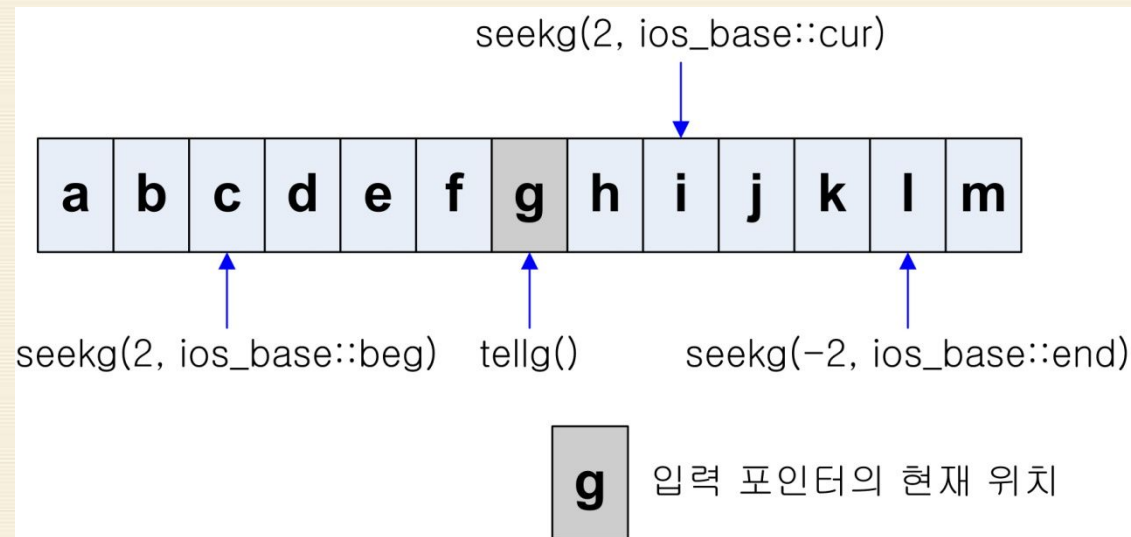 seekg(2, ios_base::cur)
a b c d e f g h i j k l m
seekg(2, ios_base::beg) tellg() seekg(-2, ios_base::end)
g 입력 포인터의 현재 위치